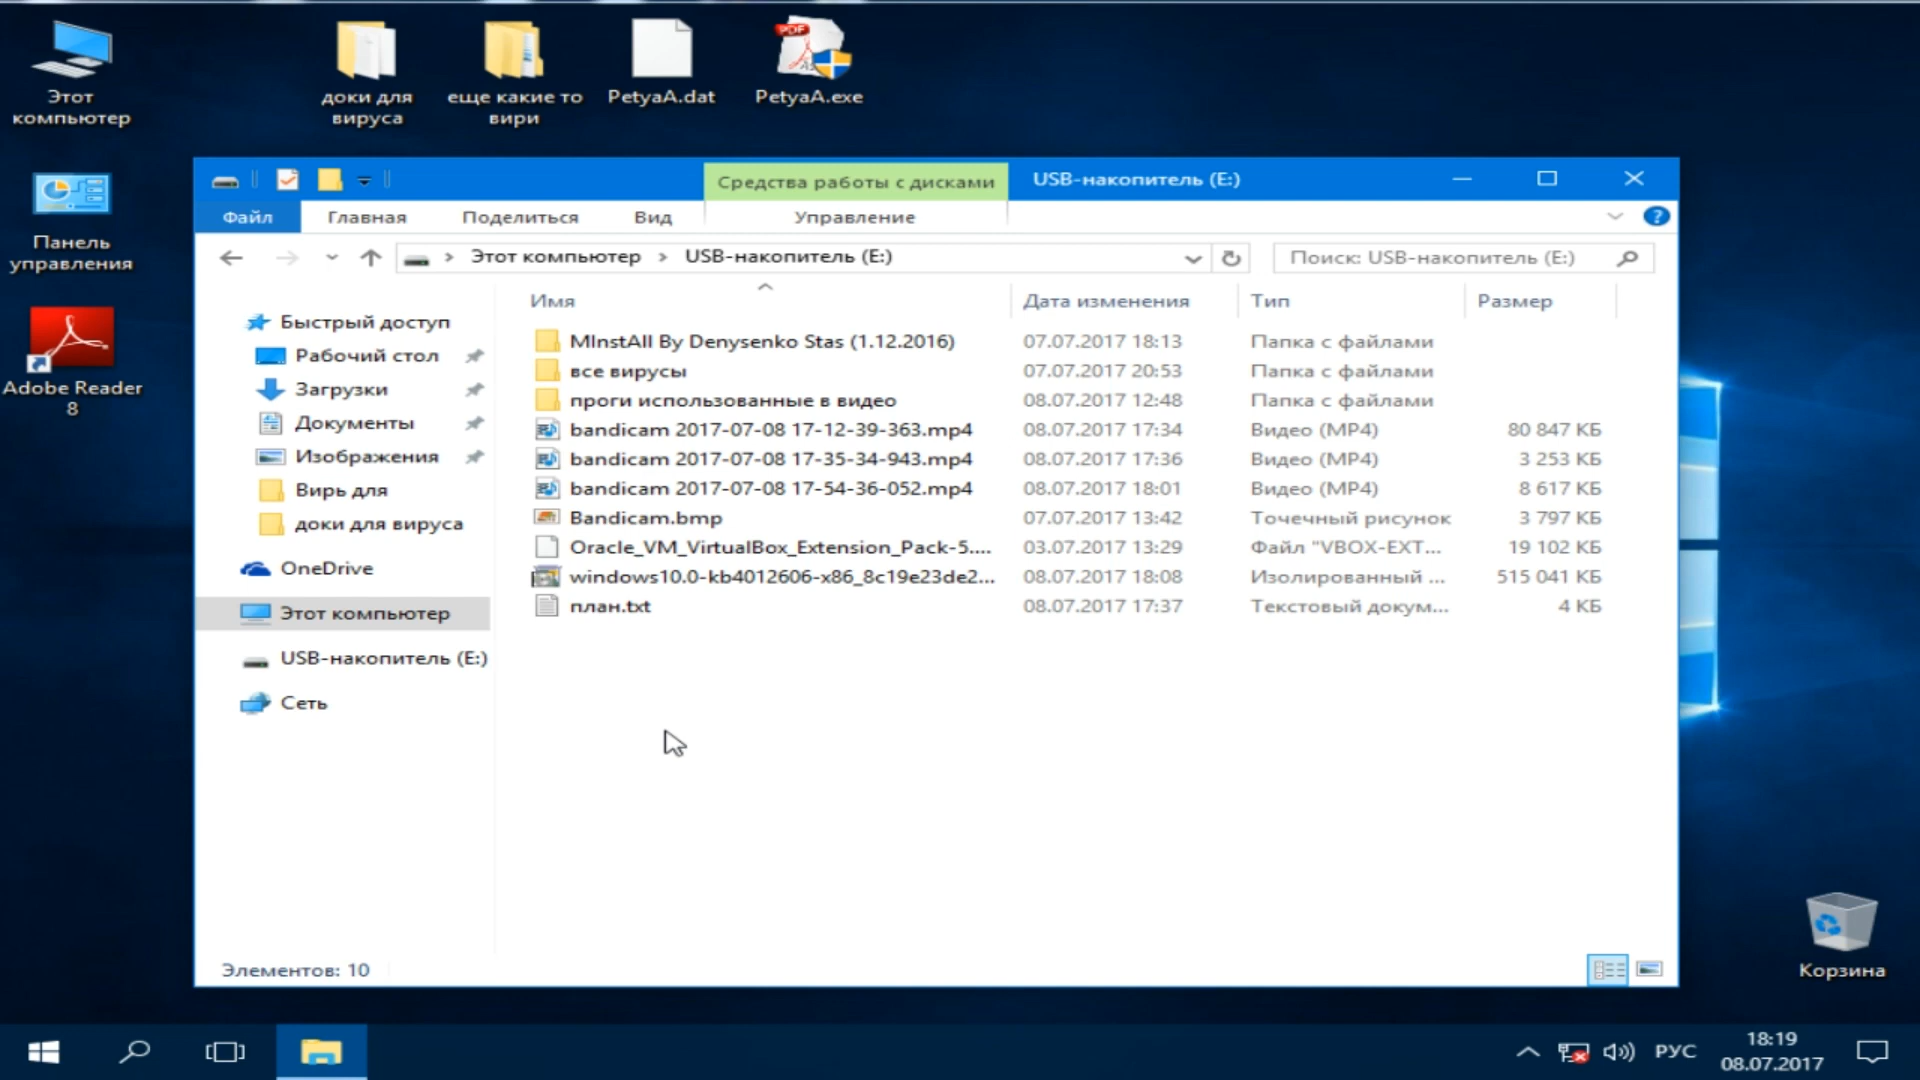 Этот
компьютер
доки для
вируса
еще какие то
вири
PetyaA.dat
PDF
PetyaA.exe
Панель
управления
Adobe Reader
8
Средства работы с дисками
USB-накопитель (E:)
Файл
Главная
Поделиться
Вид
Управление
Этот компьютер
USB-накопитель (E:)
Поиск: USB-накопитель (E:)
Быстрый доступ
Рабочий стол
Загрузки
Документы
Изображения
Вирь для
доки для вируса
OneDrive
Этот компьютер
USB-накопитель (E:)
Сеть
Имя Дата изменения Тип Размер
MInstAll By Denysenko Stas (1.12.2016) 07.07.2017 18:13 Папка с файлами
все вирусы 07.07.2017 20:53 Папка с файлами
проги использованные в видео 08.07.2017 12:48 Папка с файлами
bandicam 2017-07-08 17-12-39-363.mp4 08.07.2017 17:34 Видео (MP4) 80 847 КБ
bandicam 2017-07-08 17-35-34-943.mp4 08.07.2017 17:36 Видео (MP4) 3 253 КБ
bandicam 2017-07-08 17-54-36-052.mp4 08.07.2017 18:01 Видео (MP4) 8 617 КБ
Bandicam.bmp 07.07.2017 13:42 Точечный рисунок 3 797 КБ
Oracle_VM_VirtualBox_Extension_Pack-5.... 03.07.2017 13:29 Файл "VBOX-EXT... 19 102 КБ
windows10.0-kb4012606-x86_8c19e23de2... 08.07.2017 18:08 Изолированный ... 515 041 КБ
план.txt 08.07.2017 17:37 Текстовый докум... 4 КБ
Элементов: 10
Корзина
РУС
18:19
08.07.2017